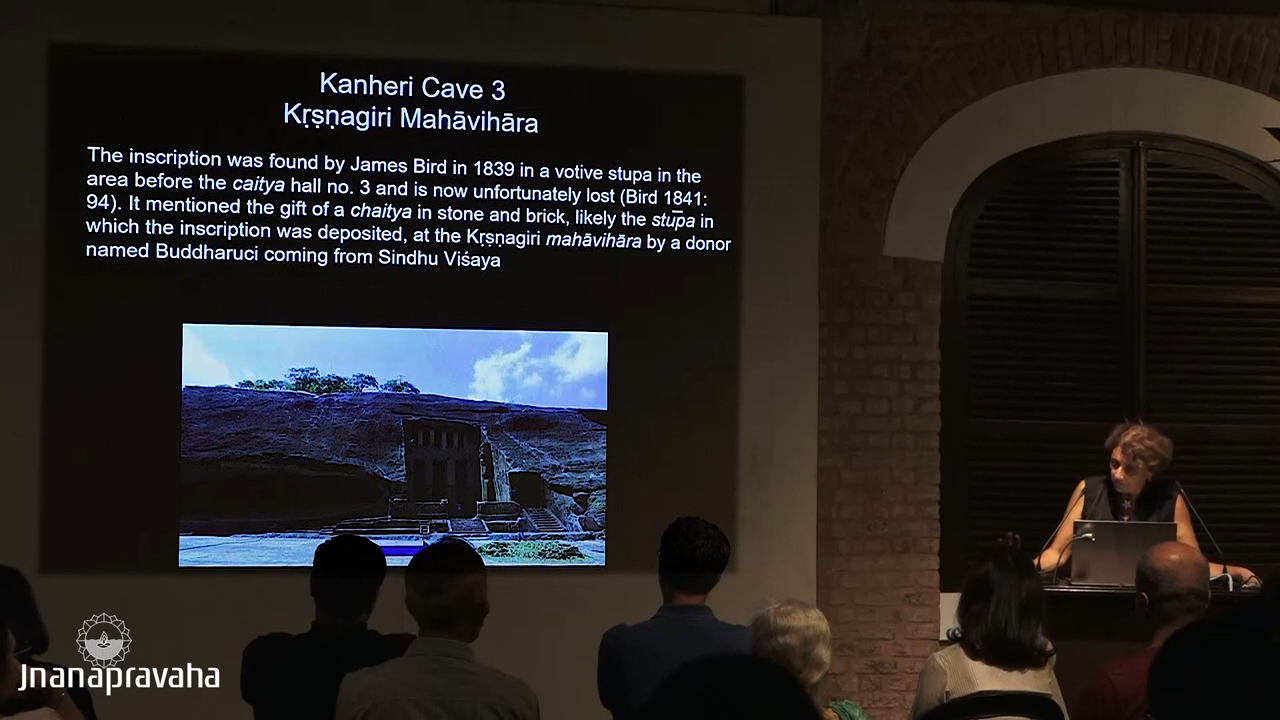 Kanheri Cave 3
Kṛṣṇagiri Mahāvihāra
The inscription was found by James Bird in 1839 in a votive stupa in the
area before the caitya hall no. 3 and is now unfortunately lost (Bird 1841:
94). It mentioned the gift of a chaitya in stone and brick, likely the stūpa in
which the inscription was deposited, at the Kṛṣṇagiri mahāvihāra by a donor
named Buddharuci coming from Sindhu Viśaya
Jnanapravaha